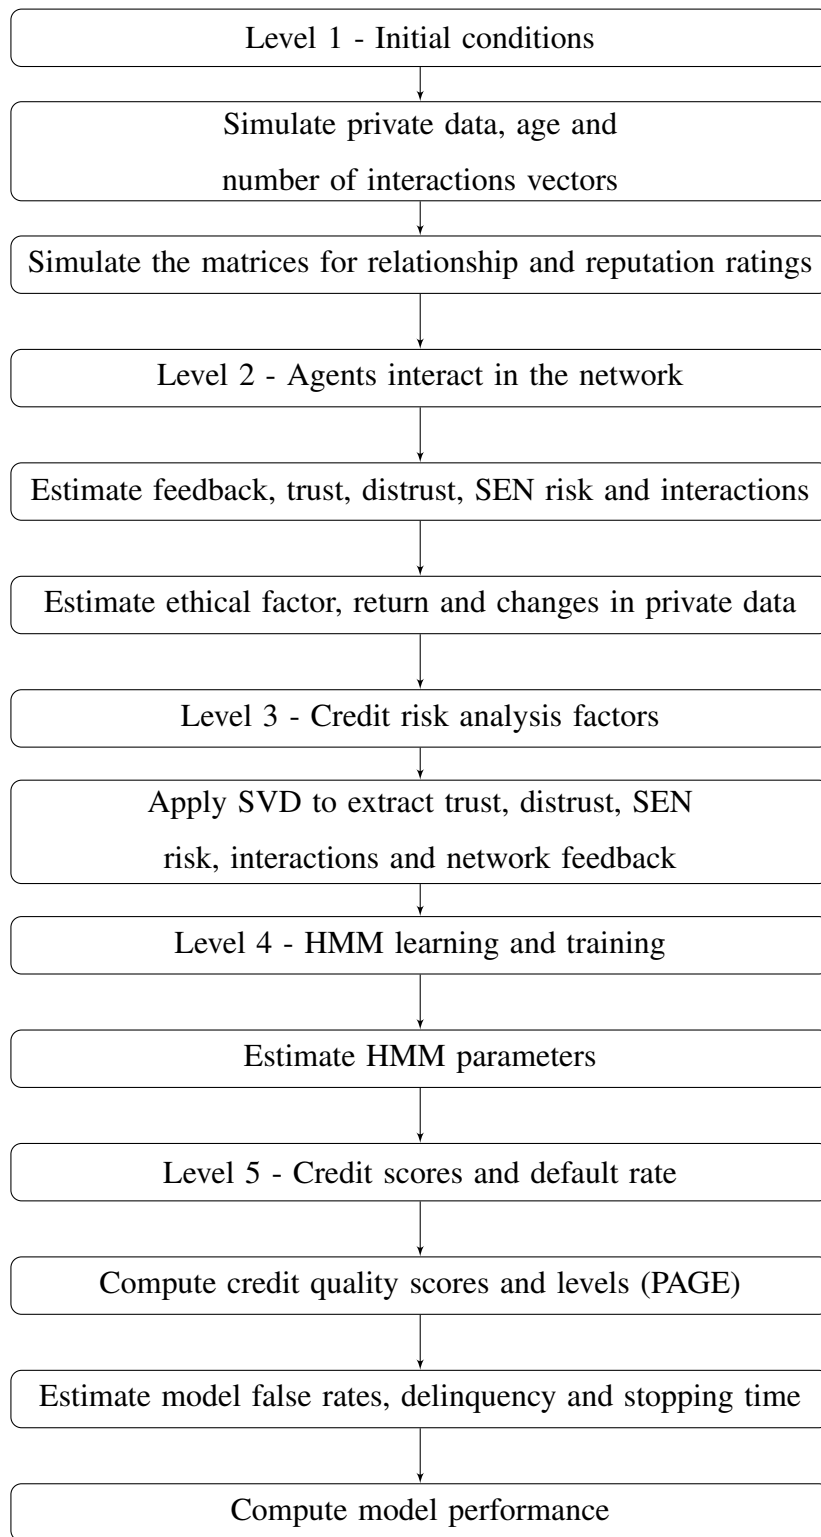 Level 1 - Initial conditions
Simulate private data, age and
number of interactions vectors
Simulate the matrices for relationship and reputation ratings
Level 2 - Agents interact in the network
Estimate feedback, trust, distrust, SEN risk and interactions
Estimate ethical factor, return and changes in private data
Level 3 - Credit risk analysis factors
Apply SVD to extract trust, distrust, SEN
risk, interactions and network feedback
Level 4 - HMM learning and training
Estimate HMM parameters
Level 5 - Credit scores and default rate
Compute credit quality scores and levels (PAGE)
Estimate model false rates, delinquency and stopping time
Compute model performance